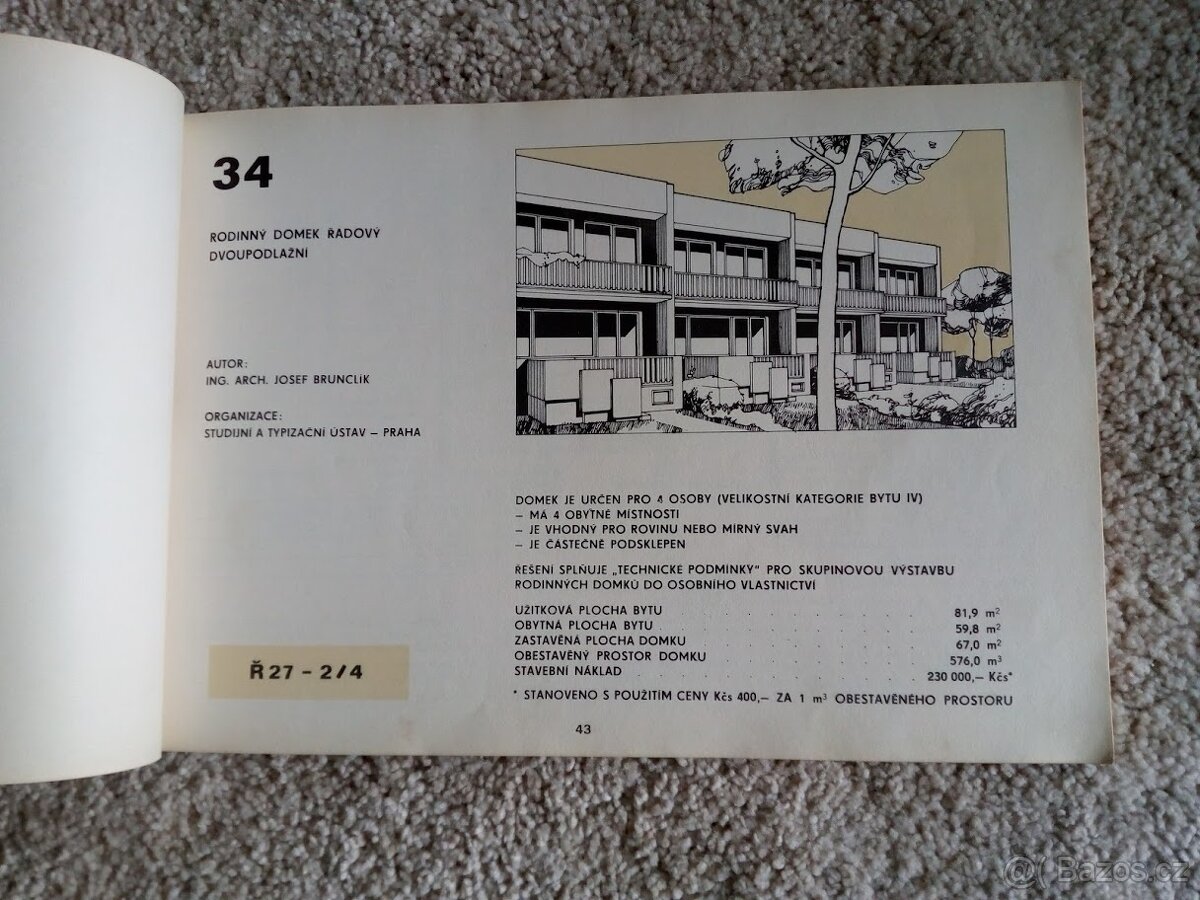 34
RODINNÝ DOMEK ŘADOVÝ
DVOUPODLAŽNÍ
AUTOR:
ING. ARCH. JOSEF BRUNCLÍK
ORGANIZACE:
STUDIJNÍ A TYPIZAČNÍ ÚSTAV – PRAHA
Ř 27 – 2/4
DOMEK JE URČEN PRO 4 OSOBY (VELIKOSTNÍ KATEGORIE BYTU IV)
– MÁ 4 OBYTNÉ MÍSTNOSTI
– JE VHODNÝ PRO ROVINU NEBO MÍRNÝ SVAH
– JE ČÁSTEČNĚ PODSKLEPEN
ŘEŠENÍ SPLŇUJE „TECHNICKÉ PODMÍNKY" PRO SKUPINOVOU VÝSTAVBU
RODINNÝCH DOMKŮ DO OSOBNÍHO VLASTNICTVÍ
UŽITKOVÁ PLOCHA BYTU . . . . . . . . . 81,9 m²
OBYTNÁ PLOCHA BYTU . . . . . . . . . 59,8 m²
ZASTAVĚNÁ PLOCHA DOMKU . . . . . . . . 67,0 m²
OBESTAVĚNÝ PROSTOR DOMKU . . . . . . . 576,0 m³
STAVEBNÍ NÁKLAD . . . . . . . . . 230 000,– Kčs*
* STANOVENO S POUŽITÍM CENY Kčs 400,– ZA 1 m³ OBESTAVĚNÉHO PROSTORU
43
@( Bazos.cz